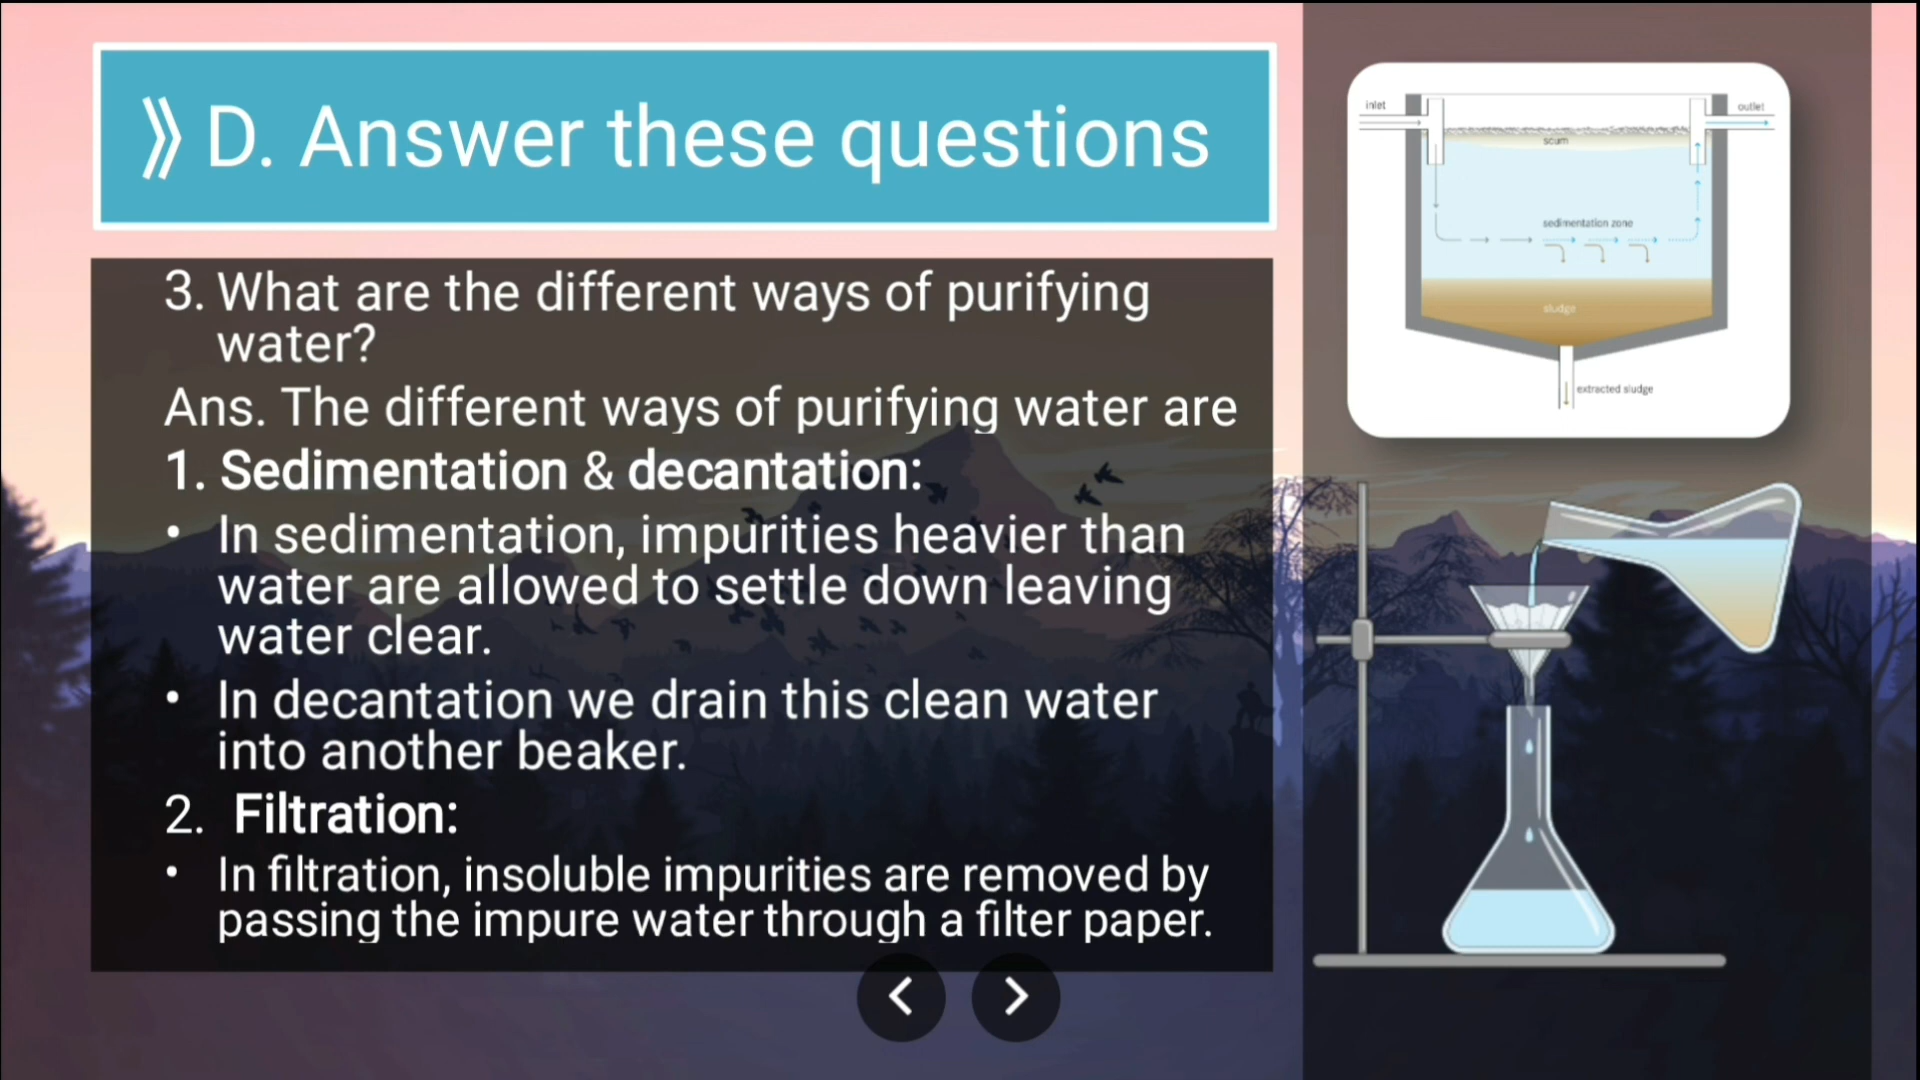 D. Answer these questions
3. What are the different ways of purifying
water?
Ans. The different ways of purifying water are
1. Sedimentation & decantation:
• In sedimentation, impurities heavier than
water are allowed to settle down leaving
water clear.
• In decantation we drain this clean water
into another beaker.
2. Filtration:
• In filtration, insoluble impurities are removed by
passing the impure water through a filter paper.
inlet
outlet
scum
sedimentation zone
sludge
extracted sludge